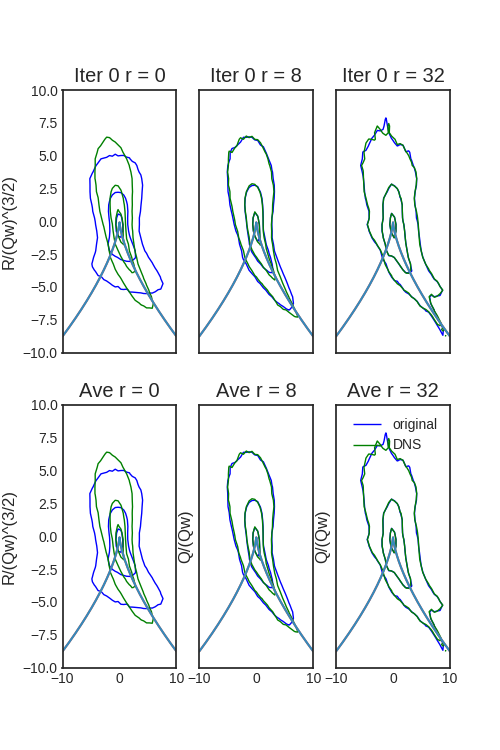 Iter 0 r = 0
Iter 0 r = 8
Iter 0 r = 32
10.0
7.5
5.0
2.5
0.0
−2.5
−5.0
−7.5
−10.0
R/(Qw)^(3/2)
Ave r = 0
Ave r = 8
Ave r = 32
10.0
7.5
5.0
2.5
0.0
−2.5
−5.0
−7.5
−10.0
R/(Qw)^(3/2)
Q/(Qw)
Q/(Qw)
original
DNS
−10 0 10
−10 0 10
−10 0 10